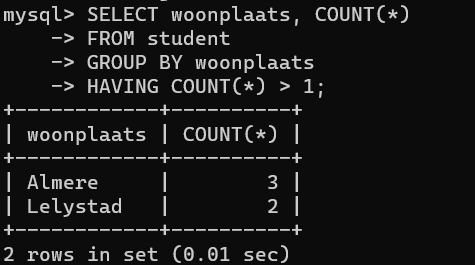 mysql> SELECT woonplaats, COUNT(*)
    -> FROM student
    -> GROUP BY woonplaats
    -> HAVING COUNT(*) > 1;
+------------+----------+
| woonplaats | COUNT(*) |
+------------+----------+
| Almere     |        3 |
| Lelystad   |        2 |
+------------+----------+
2 rows in set (0.01 sec)